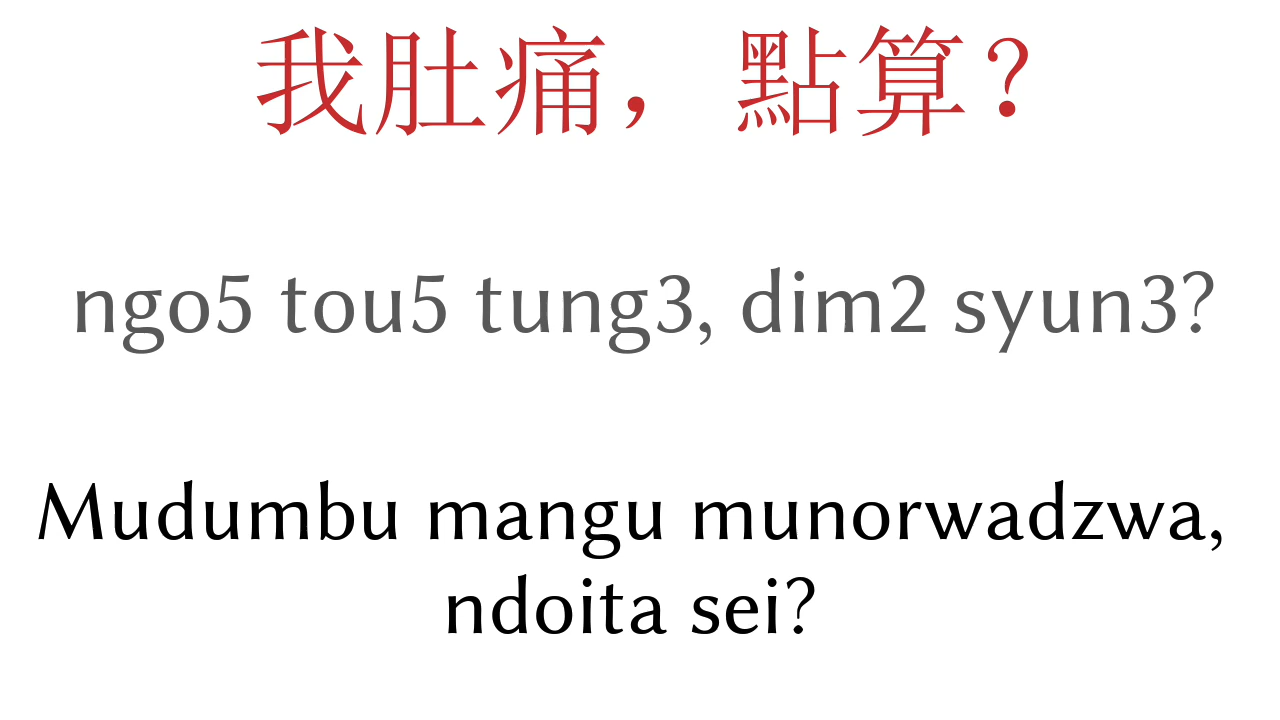 我肚痛，點算？
ngo5 tou5 tung3, dim2 syun3?
Mudumbu mangu munorwadzwa,
ndoita sei?